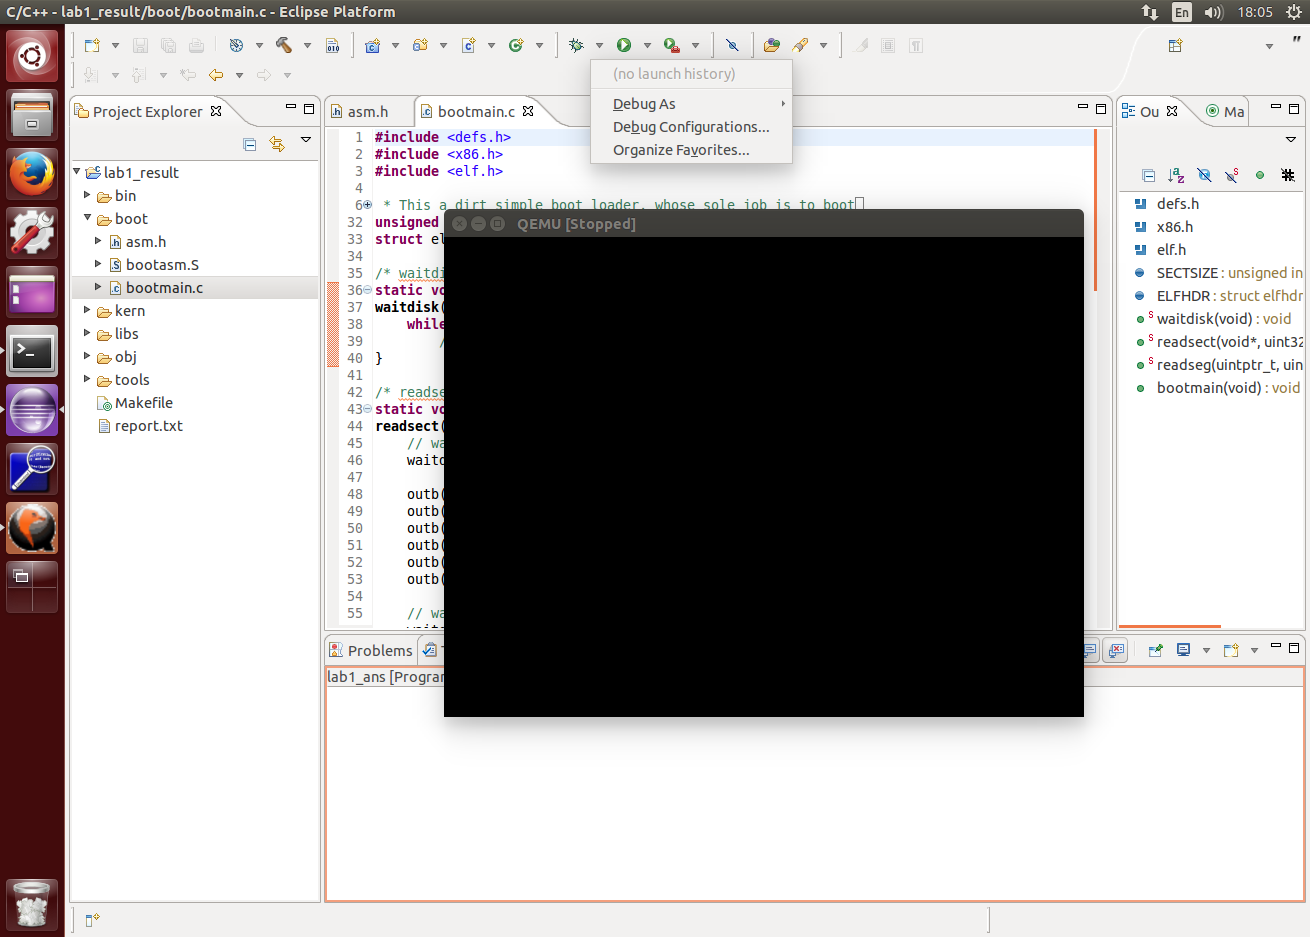 C/C++ - lab1_result/boot/bootmain.c - Eclipse Platform
En
18:05
010
(no launch history)
Debug As
Debug Configurations...
Organize Favorites...
Project Explorer
lab1_result
bin
boot
asm.h
bootasm.S
bootmain.c
kern
libs
obj
tools
Makefile
report.txt
asm.h
bootmain.c
1 #include <defs.h>
2 #include <x86.h>
3 #include <elf.h>
4
6 * This a dirt simple boot loader, whose sole job is to boot
32 unsigned
33 struct el
34
35 /* waitdi
36 static vo
37 waitdisk(
38 while
39 /
40 }
41
42 /* readse
43 static vo
44 readsect(
45 // wa
46 waitd
47
48 outb(
49 outb(
50 outb(
51 outb(
52 outb(
53 outb(
54
55 // wa
QEMU [Stopped]
Ou
Ma
defs.h
x86.h
elf.h
SECTSIZE : unsigned in
ELFHDR : struct elfhdr
waitdisk(void) : void
readsect(void*, uint32
readseg(uintptr_t, uin
bootmain(void) : void
Problems
lab1_ans [Progra